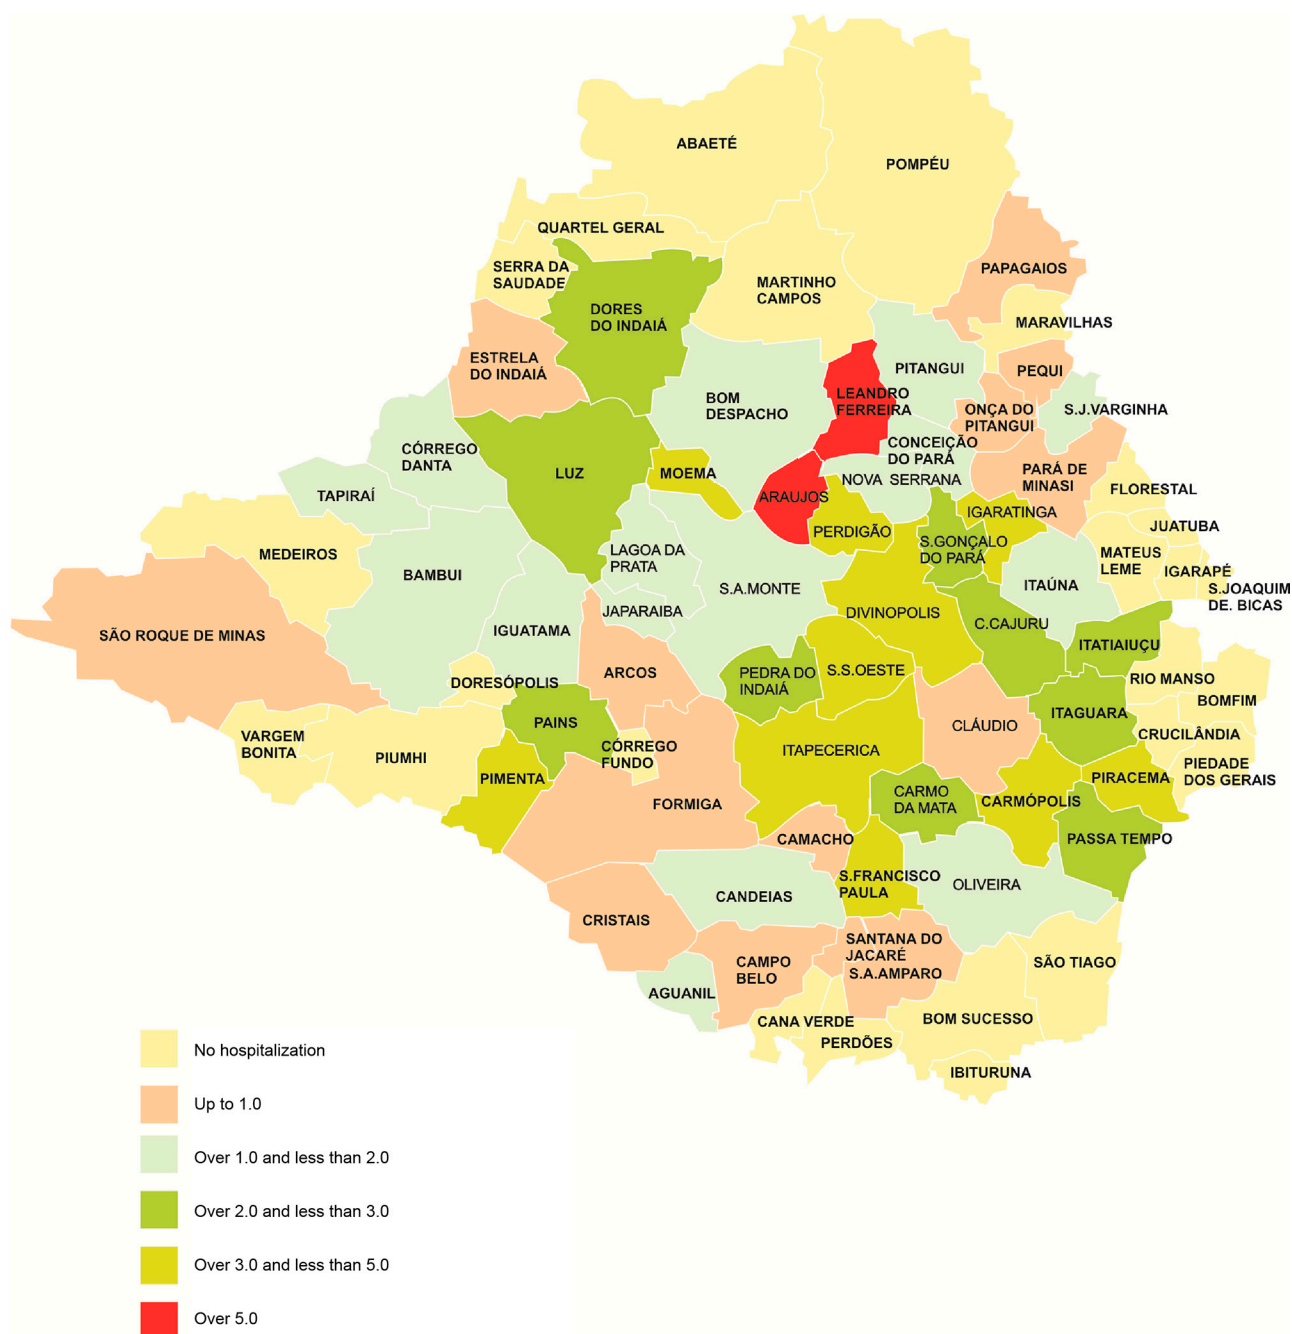 ABAETÉ
POMPÉU
QUARTEL GERAL
SERRA DA
SAUDADE
PAPAGAIOS
MARTINHO
CAMPOS
DORES
DO INDAIÁ
MARAVILHAS
ESTRELA
DO INDAIÁ
PITANGUI
PEQUI
LEANDRO
FERREIRA
BOM
DESPACHO
ONÇA DO
PITANGUI
S.J.VARGINHA
CÓRREGO
DANTA
CONCEIÇÃO
DO PARÁ
LUZ
MOEMA
NOVA SERRANA
PARÁ DE
MINASI
FLORESTAL
TAPIRAÍ
ARAUJOS
IGARATINGA
JUATUBA
PERDIGÃO
MEDEIROS
LAGOA DA
PRATA
S.GONÇALO
DO PARÁ
MATEUS
LEME
IGARAPÉ
BAMBUI
S.A.MONTE
ITAÚNA
S.JOAQUIM
DE. BICAS
JAPARAIBA
DIVINOPOLIS
C.CAJURU
SÃO ROQUE DE MINAS
IGUATAMA
ITATIAIUÇU
ARCOS
PEDRA DO
INDAIÁ
S.S.OESTE
RIO MANSO
DORESÓPOLIS
BOMFIM
ITAGUARA
PAINS
CLÁUDIO
VARGEM
BONITA
CRUCILÂNDIA
CÓRREGO
FUNDO
ITAPECERICA
PIUMHI
PIEDADE
DOS GERAIS
PIMENTA
PIRACEMA
CARMO
DA MATA
FORMIGA
CARMÓPOLIS
CAMACHO
PASSA TEMPO
S.FRANCISCO
PAULA
OLIVEIRA
CANDEIAS
CRISTAIS
SANTANA DO
JACARÉ
S.A.AMPARO
CAMPO
BELO
SÃO TIAGO
AGUANIL
CANA VERDE
BOM SUCESSO
PERDÕES
IBITURUNA
No hospitalization
Up to 1.0
Over 1.0 and less than 2.0
Over 2.0 and less than 3.0
Over 3.0 and less than 5.0
Over 5.0